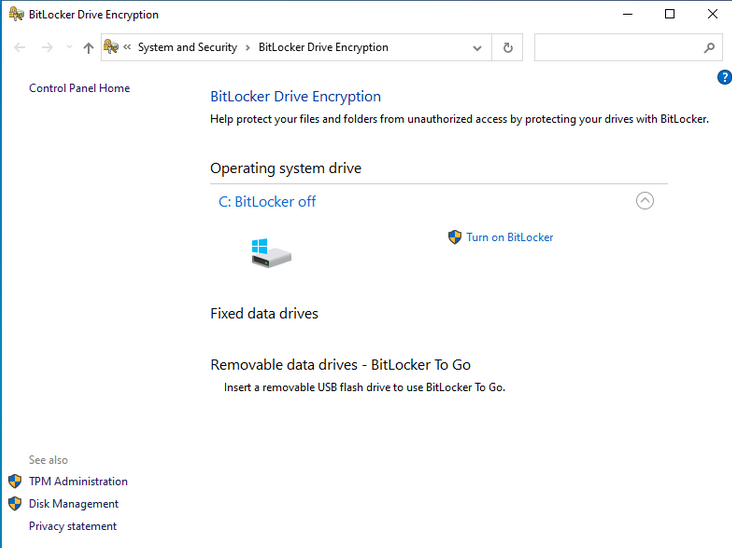 BitLocker Drive Encryption
« System and Security > BitLocker Drive Encryption
?
Control Panel Home
BitLocker Drive Encryption
Help protect your files and folders from unauthorized access by protecting your drives with BitLocker.
Operating system drive
C: BitLocker off
Turn on BitLocker
Fixed data drives
Removable data drives - BitLocker To Go
Insert a removable USB flash drive to use BitLocker To Go.
See also
TPM Administration
Disk Management
Privacy statement